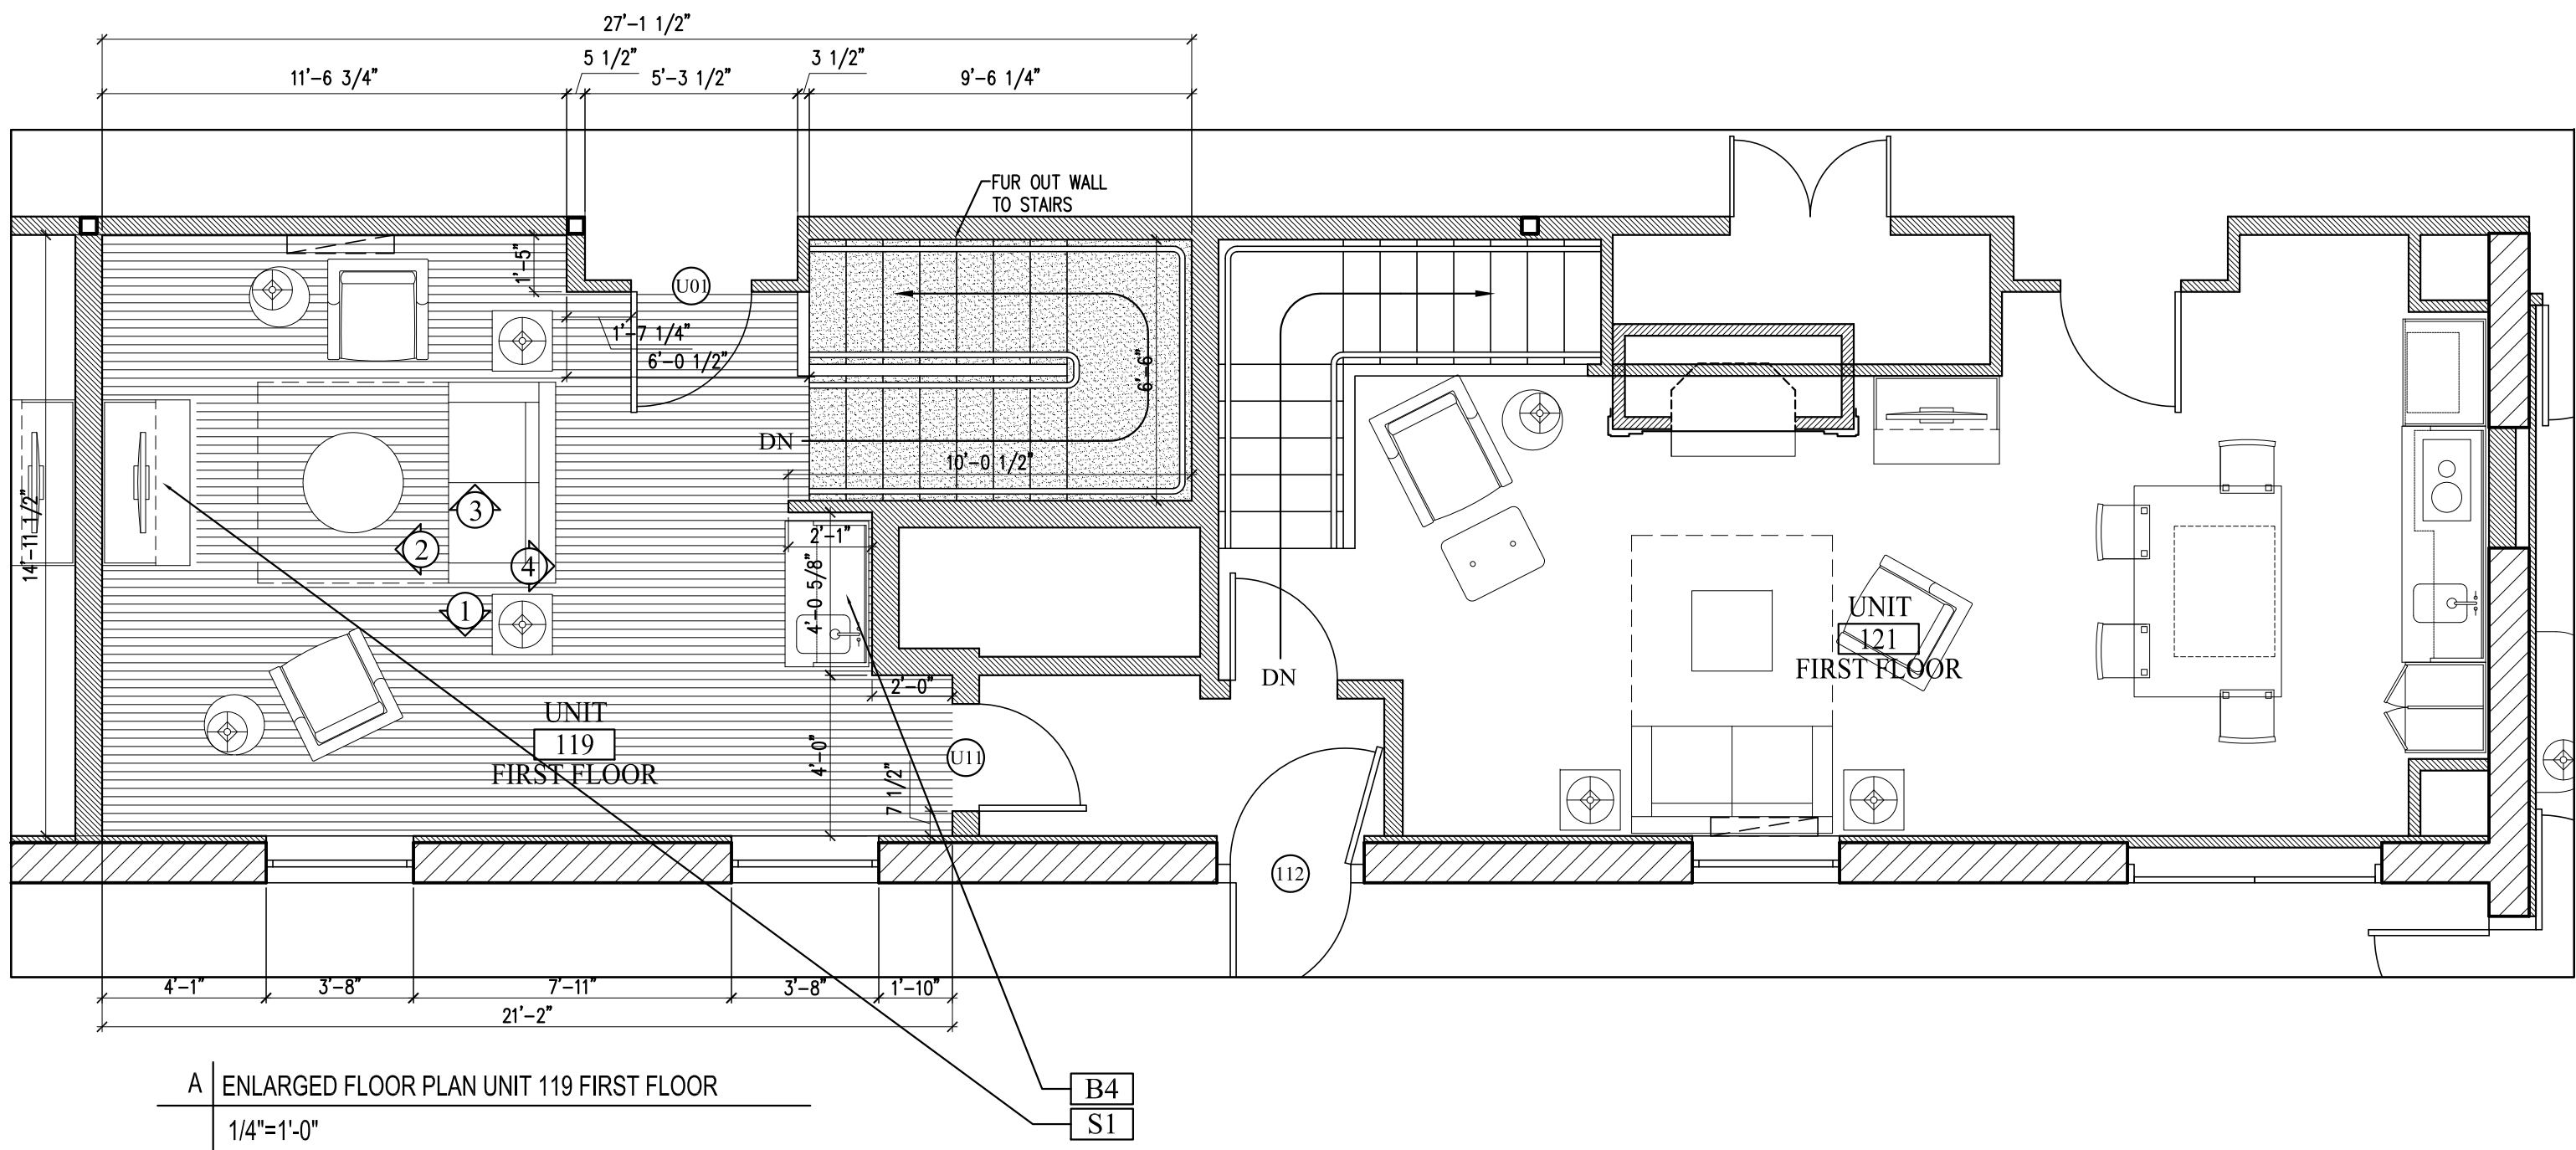 27'-1 1/2"
5 1/2"
3 1/2"
11'-6 3/4"
5'-3 1/2"
9'-6 1/4"
FUR OUT WALL
TO STAIRS
1'-5"
U01
1'-7 1/4"
6'-0 1/2"
6'-6"
DN
10'-0 1/2"
14'-11 1/2"
3
2
4
1
2'-1"
4'-0 5/8"
UNIT
121
FIRST FLOOR
DN
2'-0"
UNIT
119
FIRST FLOOR
4'-0"
7 1/2"
U11
112
4'-1"
3'-8"
7'-11"
3'-8"
1'-10"
21'-2"
A ENLARGED FLOOR PLAN UNIT 119 FIRST FLOOR
1/4"=1'-0"
B4
S1